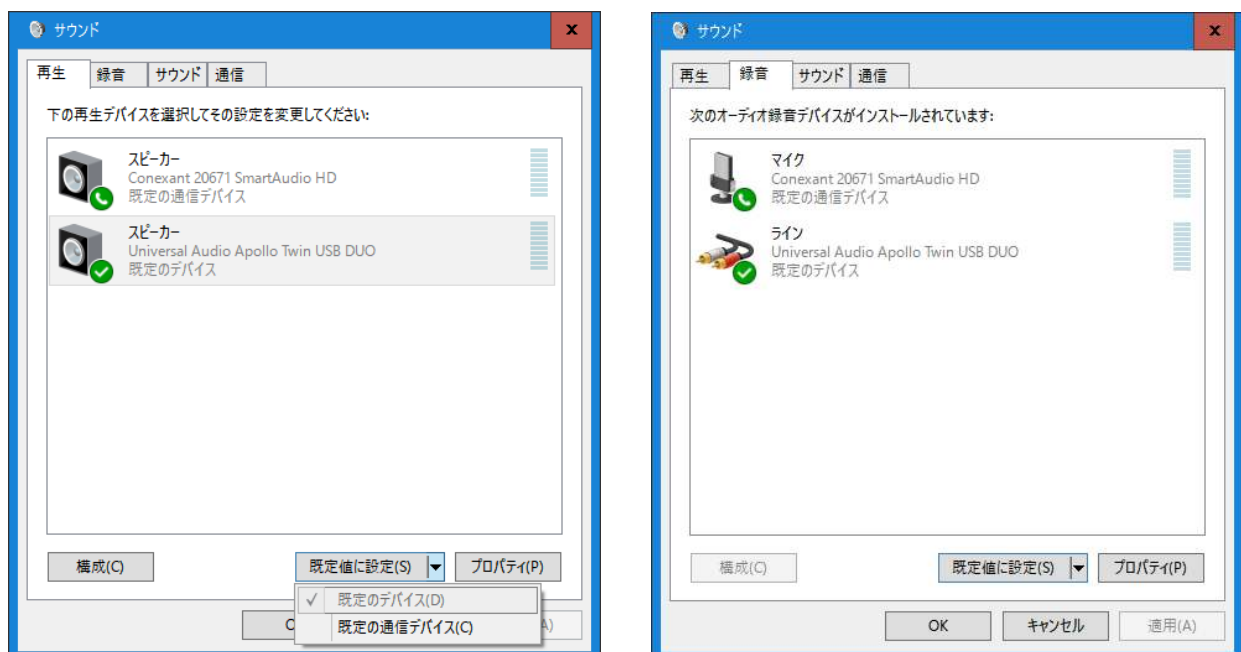 サウンド
x
再生
録音
サウンド
通信
下の再生デバイスを選択してその設定を変更してください:
スピーカー
Conexant 20671 SmartAudio HD
既定の通信デバイス
スピーカー
Universal Audio Apollo Twin USB DUO
既定のデバイス
構成(C)
既定値に設定(S)
プロパティ(P)
✓ 既定のデバイス(D)
既定の通信デバイス(C)
サウンド
x
再生
録音
サウンド
通信
次のオーディオ録音デバイスがインストールされています:
マイク
Conexant 20671 SmartAudio HD
既定の通信デバイス
ライン
Universal Audio Apollo Twin USB DUO
既定のデバイス
構成(C)
既定値に設定(S)
プロパティ(P)
OK
キャンセル
適用(A)